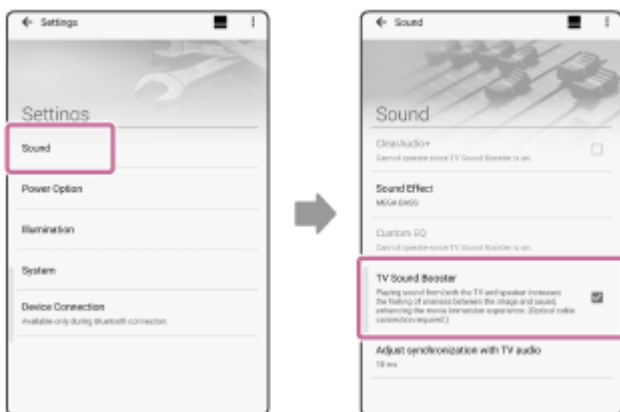 Settings
Settings
Sound
Power Option
Illumination
System
Device Connection
Available only during Bluetooth connection.
Sound
Sound
ClearAudio+
Cannot operate since TV Sound Booster is on.
Sound Effect
MEGA BASS
Custom EQ
Cannot operate since TV Sound Booster is on.
TV Sound Booster
Playing sound from both the TV and speaker increases
the feeling of oneness between the image and sound,
enhancing the movie immersion experience. (Optical cable
connection required.)
Adjust synchronization with TV audio
10 ms